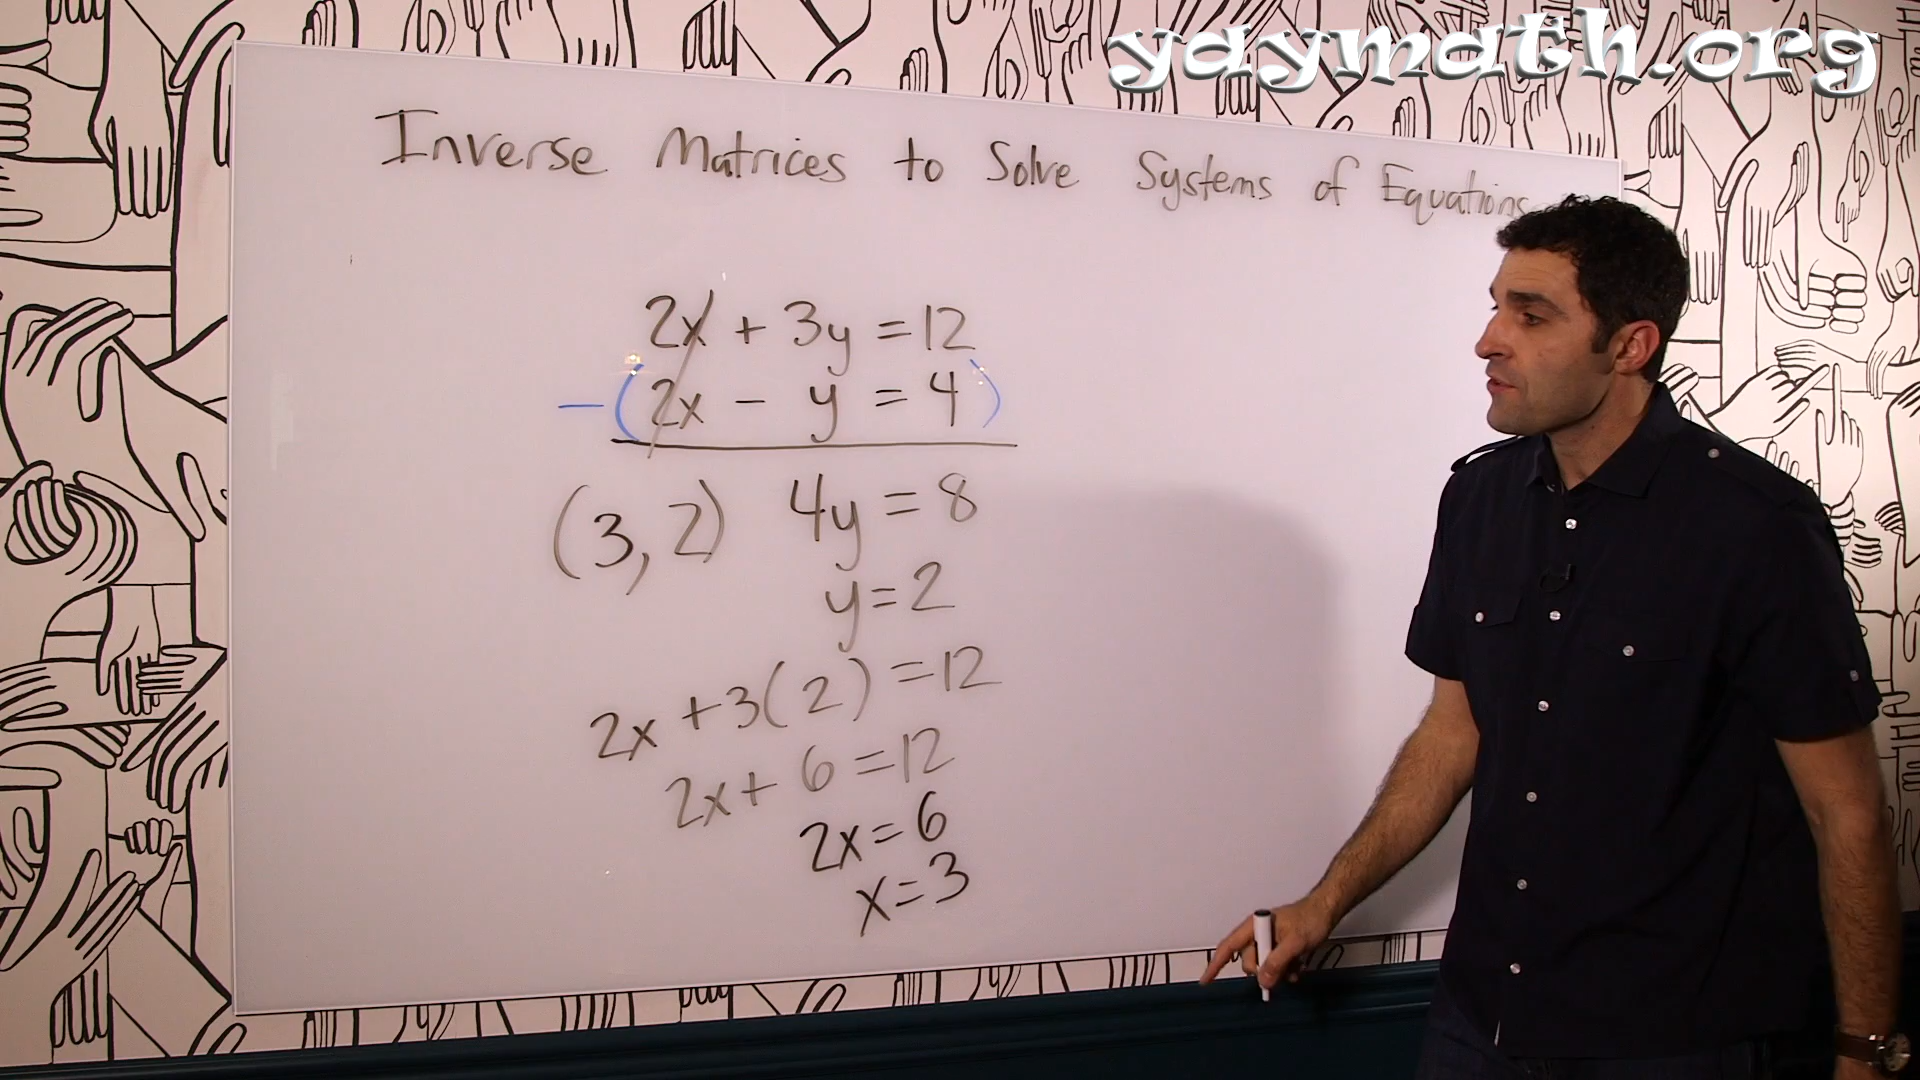 yaymath.org
Inverse Matrices to Solve Systems of Equations
2x + 3y = 12
-(2x - y = 4)
(3, 2) 4y = 8
y = 2
2x + 3(2) = 12
2x + 6 = 12
2x = 6
x = 3